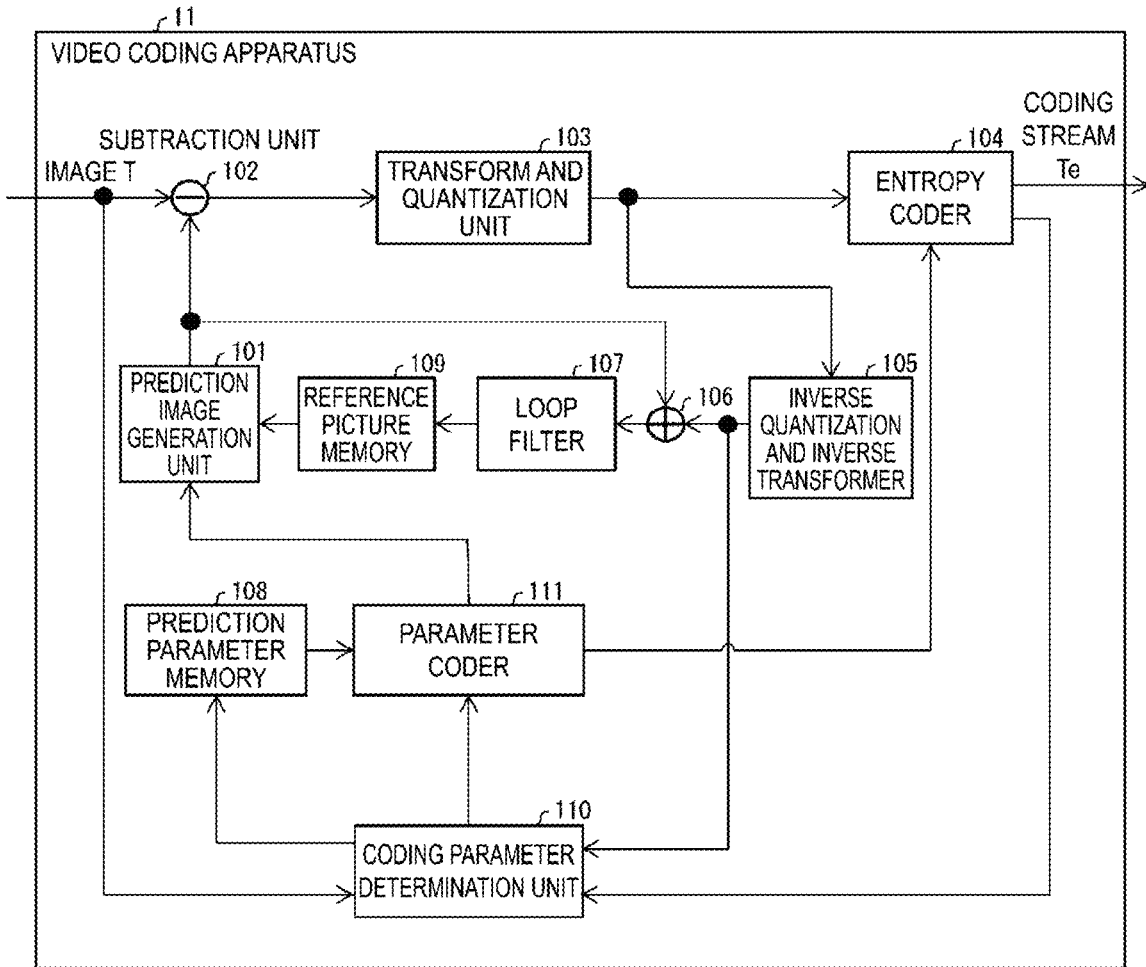 11
VIDEO CODING APPARATUS
CODING
STREAM
Te
SUBTRACTION UNIT
IMAGE T
102
103
TRANSFORM AND
QUANTIZATION
UNIT
104
ENTROPY
CODER
101
PREDICTION
IMAGE
GENERATION
UNIT
109
REFERENCE
PICTURE
MEMORY
107
LOOP
FILTER
106
105
INVERSE
QUANTIZATION
AND INVERSE
TRANSFORMER
108
PREDICTION
PARAMETER
MEMORY
111
PARAMETER
CODER
110
CODING PARAMETER
DETERMINATION UNIT